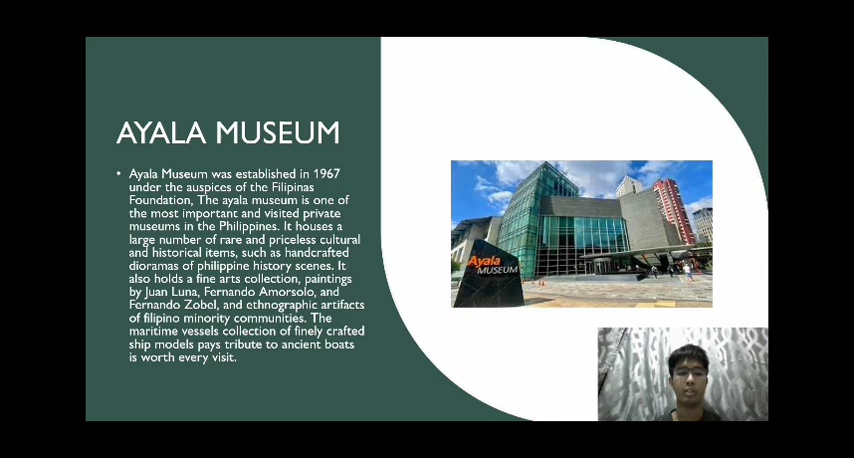 AYALA MUSEUM
• Ayala Museum was established in 1967
under the auspices of the Filipinas
Foundation, The ayala museum is one of
the most important and visited private
museums in the Philippines. It houses a
large number of rare and priceless cultural
and historical items, such as handcrafted
dioramas of philippine history scenes. It
also holds a fine arts collection, paintings
by Juan Luna, Fernando Amorsolo, and
Fernando Zobel, and ethnographic artifacts
of filipino minority communities. The
maritime vessels collection of finely crafted
ship models pays tribute to ancient boats
is worth every visit.
Ayala
MUSEUM